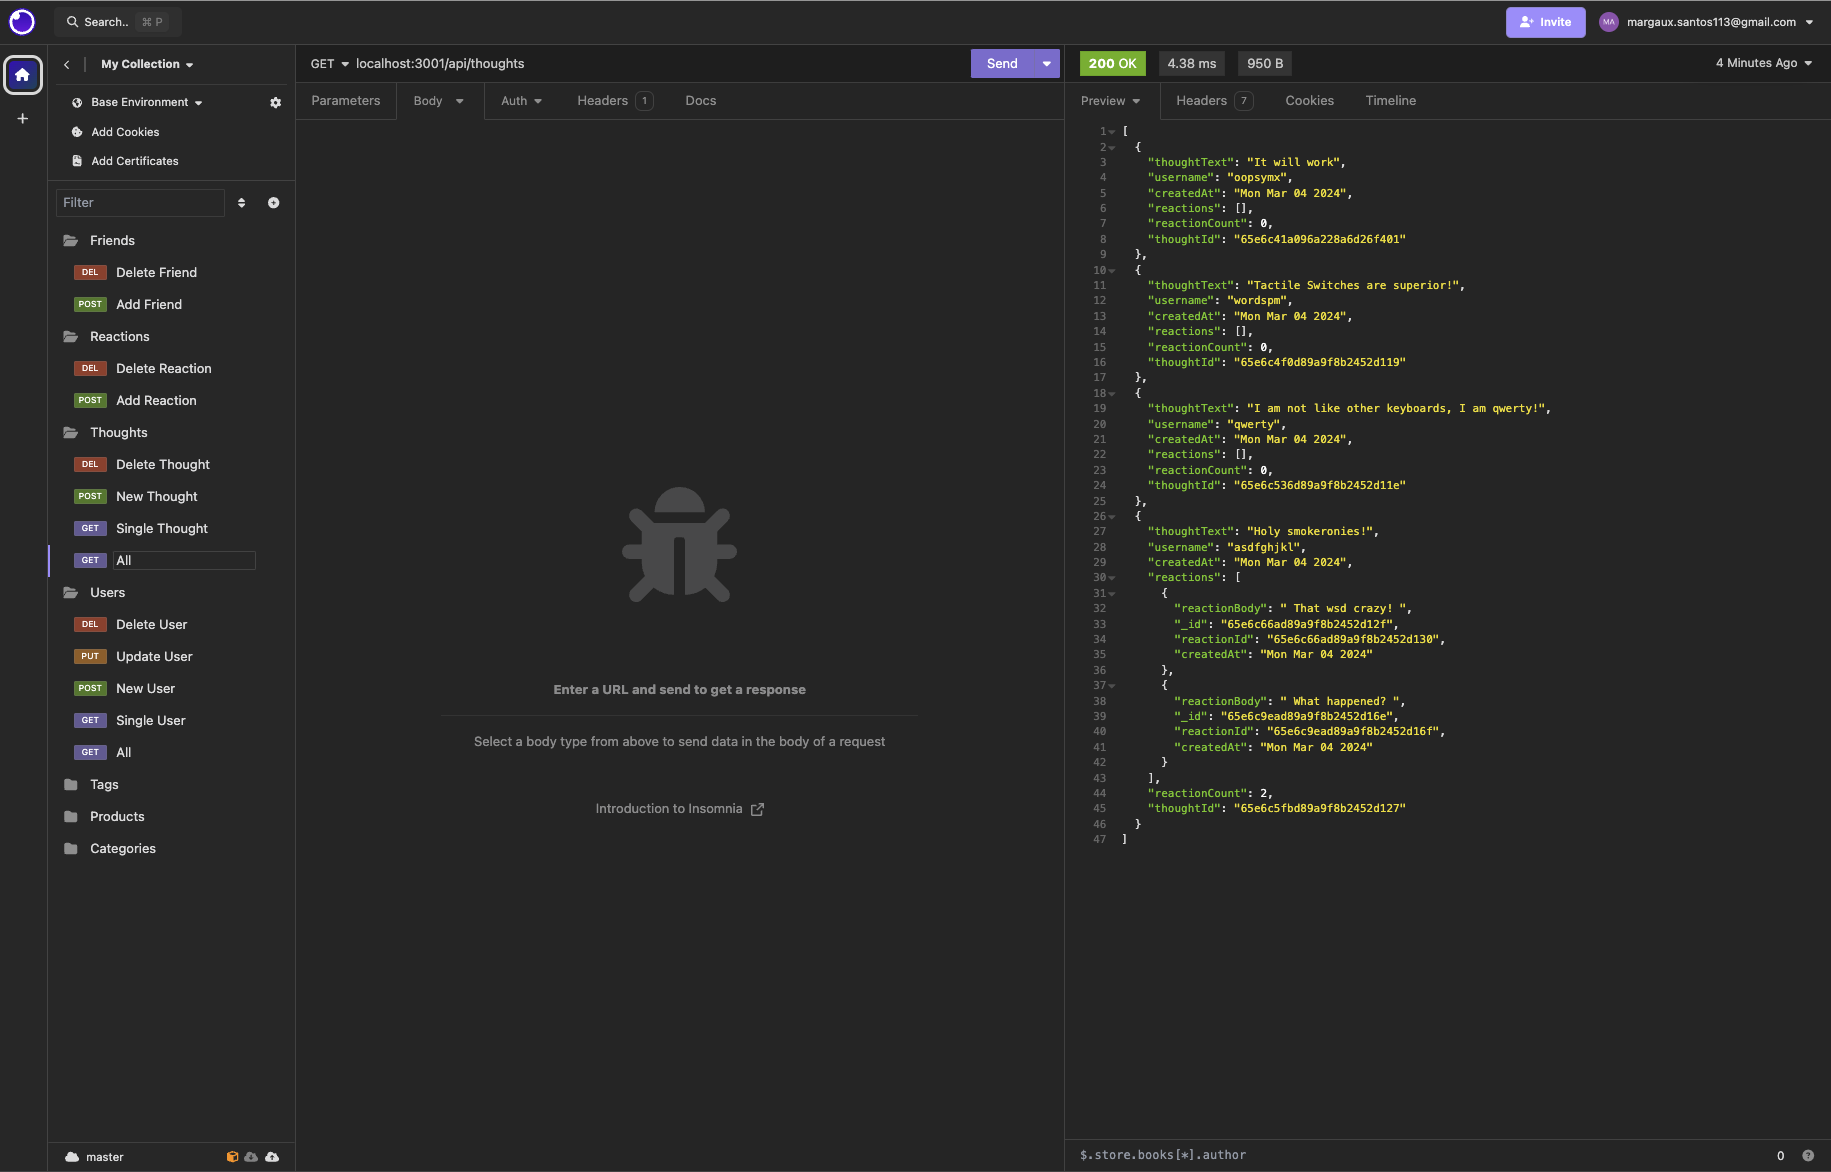 Search.. ⌘ P
Invite
MA
margaux.santos113@gmail.com
My Collection
Base Environment
Add Cookies
Add Certificates
Filter
Friends
DEL Delete Friend
POST Add Friend
Reactions
DEL Delete Reaction
POST Add Reaction
Thoughts
DEL Delete Thought
POST New Thought
GET Single Thought
GET All
Users
DEL Delete User
PUT Update User
POST New User
GET Single User
GET All
Tags
Products
Categories
master
GET localhost:3001/api/thoughts
Send
Parameters Body Auth Headers 1 Docs
Enter a URL and send to get a response
Select a body type from above to send data in the body of a request
Introduction to Insomnia
200 OK 4.38 ms 950 B 4 Minutes Ago
Preview Headers 7 Cookies Timeline
1 [
2 {
3 "thoughtText": "It will work",
4 "username": "oopsymx",
5 "createdAt": "Mon Mar 04 2024",
6 "reactions": [],
7 "reactionCount": 0,
8 "thoughtId": "65e6c41a096a228a6d26f401"
9 },
10 {
11 "thoughtText": "Tactile Switches are superior!",
12 "username": "wordspm",
13 "createdAt": "Mon Mar 04 2024",
14 "reactions": [],
15 "reactionCount": 0,
16 "thoughtId": "65e6c4f0d89a9f8b2452d119"
17 },
18 {
19 "thoughtText": "I am not like other keyboards, I am qwerty!",
20 "username": "qwerty",
21 "createdAt": "Mon Mar 04 2024",
22 "reactions": [],
23 "reactionCount": 0,
24 "thoughtId": "65e6c536d89a9f8b2452d11e"
25 },
26 {
27 "thoughtText": "Holy smokeronies!",
28 "username": "asdfghjkl",
29 "createdAt": "Mon Mar 04 2024",
30 "reactions": [
31 {
32 "reactionBody": " That wsd crazy! ",
33 "_id": "65e6c66ad89a9f8b2452d12f",
34 "reactionId": "65e6c66ad89a9f8b2452d130",
35 "createdAt": "Mon Mar 04 2024"
36 },
37 {
38 "reactionBody": " What happened? ",
39 "_id": "65e6c9ead89a9f8b2452d16e",
40 "reactionId": "65e6c9ead89a9f8b2452d16f",
41 "createdAt": "Mon Mar 04 2024"
42 }
43 ],
44 "reactionCount": 2,
45 "thoughtId": "65e6c5fbd89a9f8b2452d127"
46 }
47 ]
$.store.books[*].author
0 ?